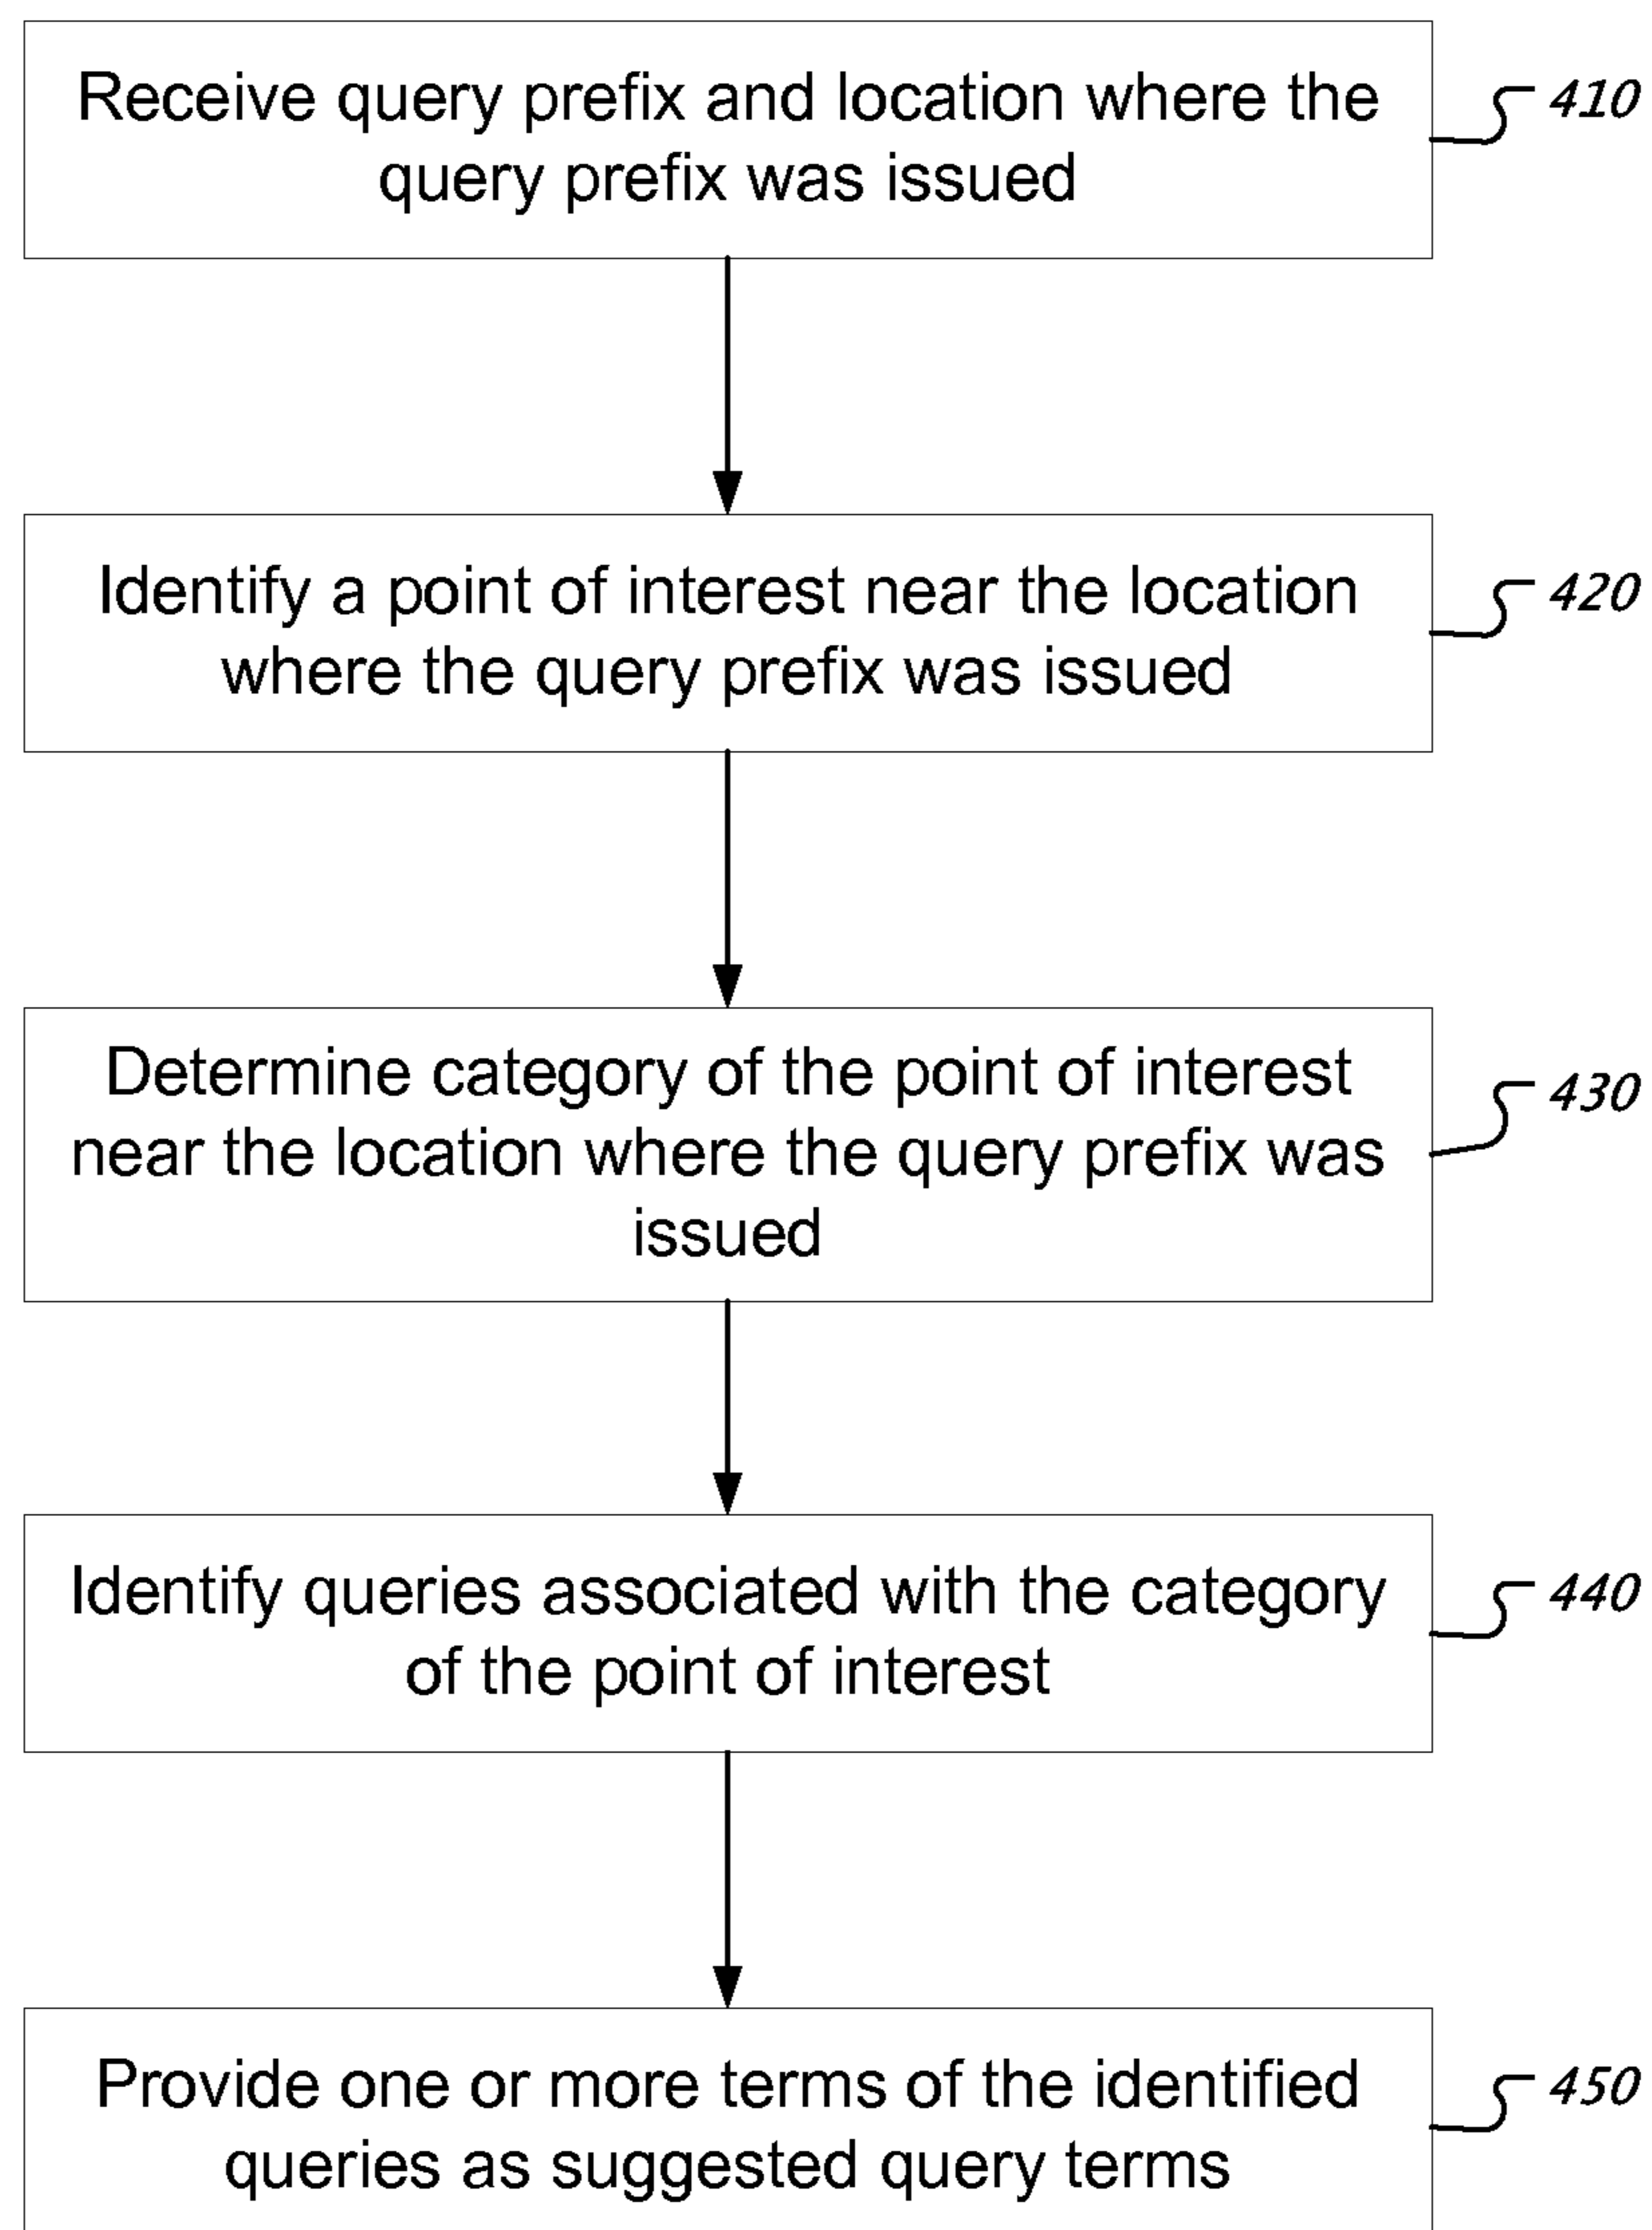 Receive query prefix and location where the
query prefix was issued
410
Identify a point of interest near the location
where the query prefix was issued
420
Determine category of the point of interest
near the location where the query prefix was
issued
430
Identify queries associated with the category
of the point of interest
440
Provide one or more terms of the identified
queries as suggested query terms
450